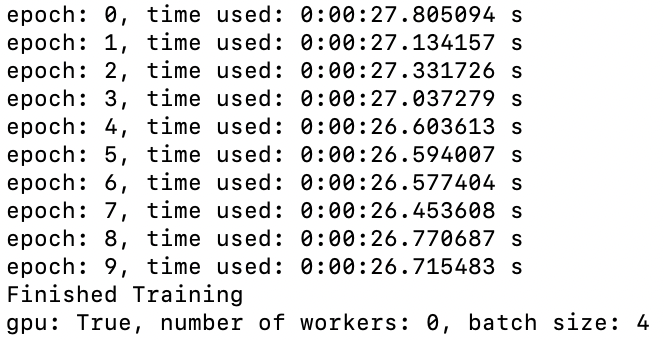 epoch: 0, time used: 0:00:27.805094 s
epoch: 1, time used: 0:00:27.134157 s
epoch: 2, time used: 0:00:27.331726 s
epoch: 3, time used: 0:00:27.037279 s
epoch: 4, time used: 0:00:26.603613 s
epoch: 5, time used: 0:00:26.594007 s
epoch: 6, time used: 0:00:26.577404 s
epoch: 7, time used: 0:00:26.453608 s
epoch: 8, time used: 0:00:26.770687 s
epoch: 9, time used: 0:00:26.715483 s
Finished Training
gpu: True, number of workers: 0, batch size: 4